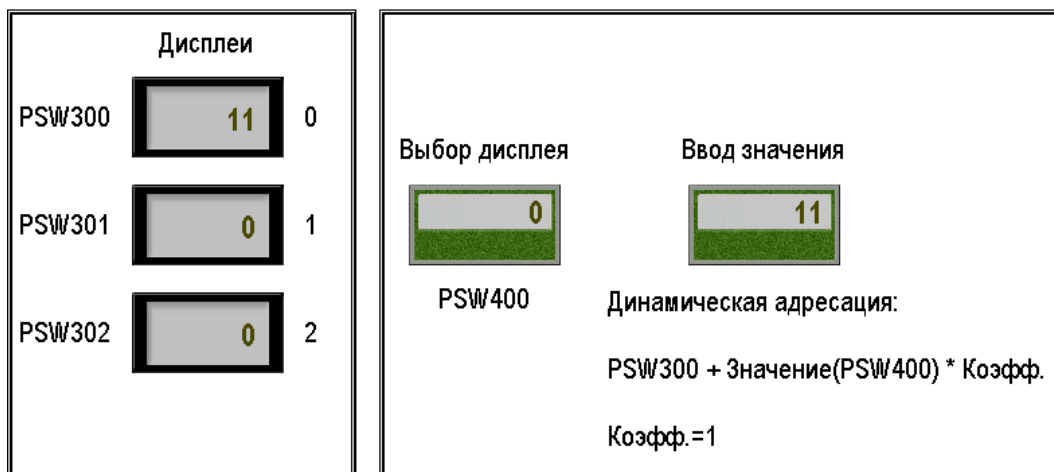 Дисплеи
PSW300 11 0
PSW301 0 1
PSW302 0 2
Выбор дисплея Ввод значения
0 11
PSW400
Динамическая адресация:
PSW300 + Значение(PSW400) * Коэфф.
Коэфф.=1